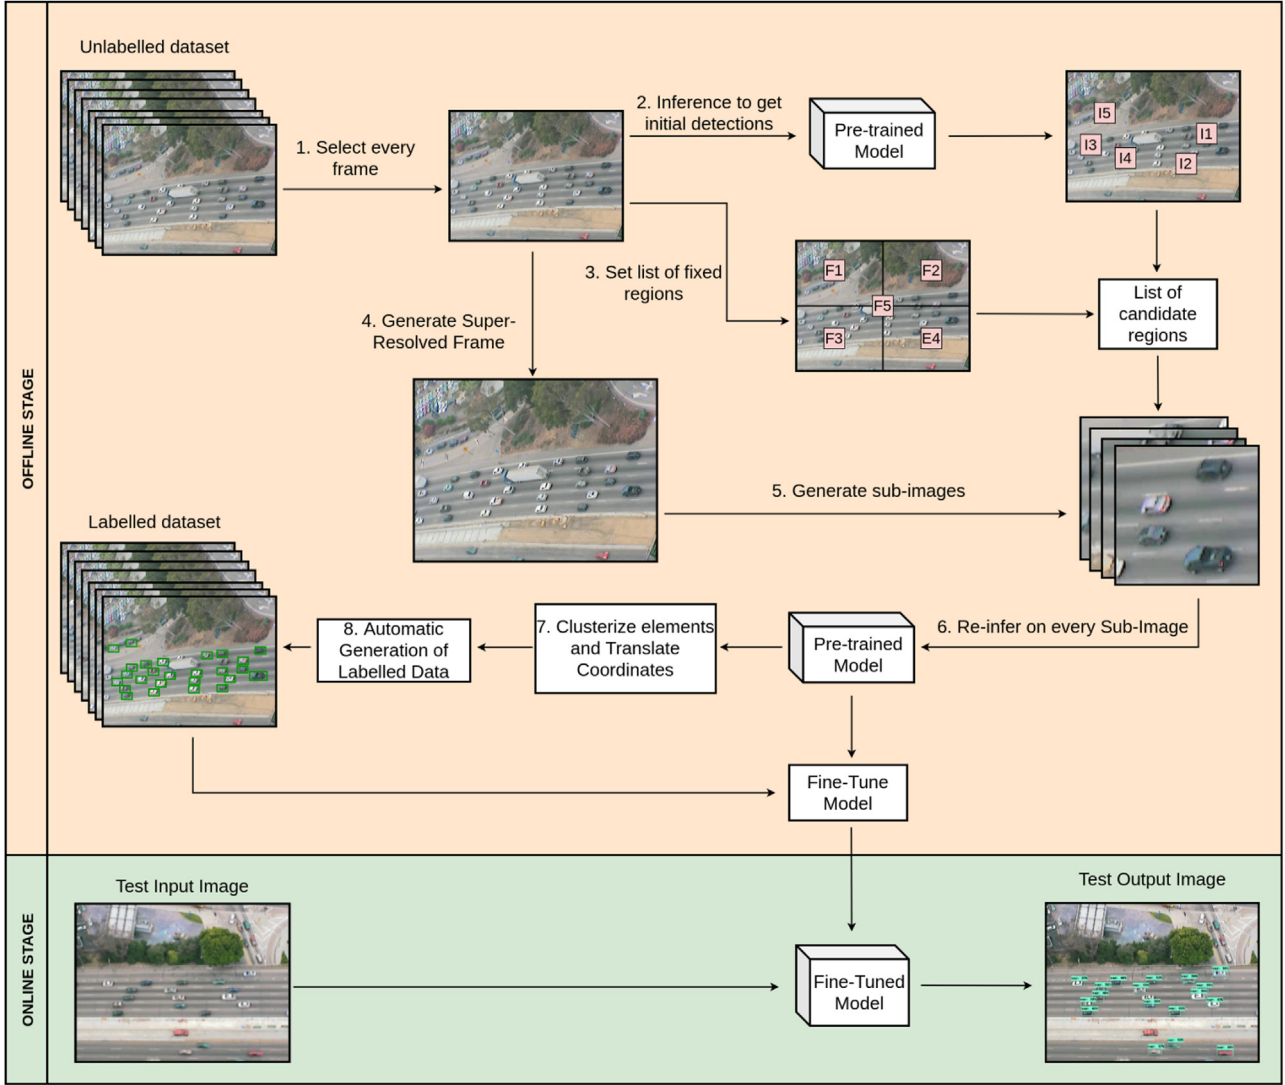 Unlabelled dataset
1. Select every
frame
2. Inference to get
initial detections
Pre-trained
Model
I5
I3
I4
I1
I2
3. Set list of fixed
regions
F1
F2
F5
F3
E4
List of
candidate
regions
4. Generate Super-
Resolved Frame
5. Generate sub-images
OFFLINE STAGE
Labelled dataset
8. Automatic
Generation of
Labelled Data
7. Clusterize elements
and Translate
Coordinates
Pre-trained
Model
6. Re-infer on every Sub-Image
Fine-Tune
Model
ONLINE STAGE
Test Input Image
Fine-Tuned
Model
Test Output Image